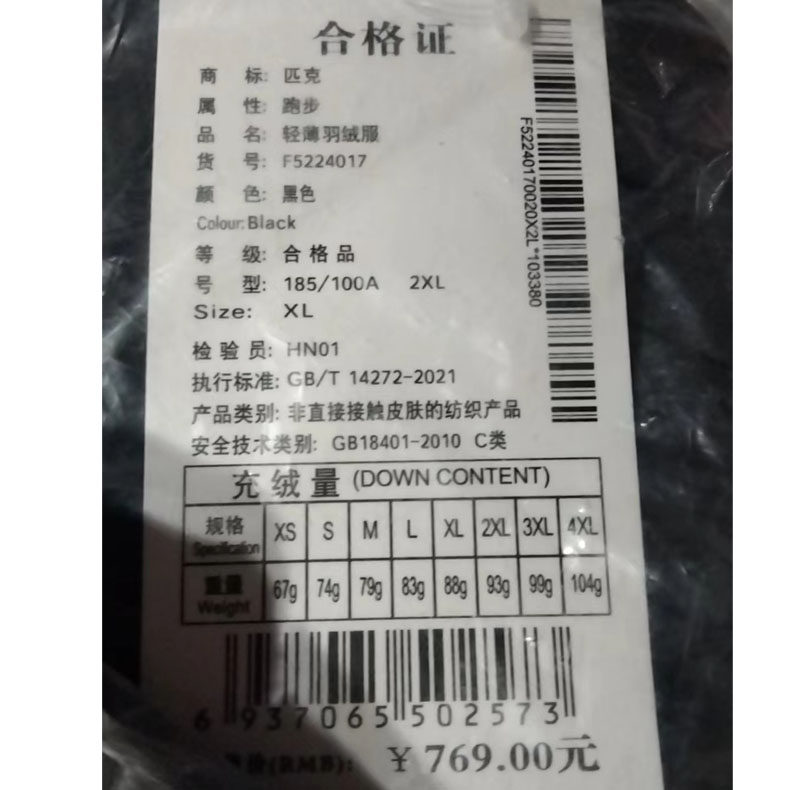 合格证
商 标: 匹克
属 性: 跑步
品 名: 轻薄羽绒服
货 号: F5224017
颜 色: 黑色
Colour: Black
等 级: 合格品
号 型: 185/100A 2XL
Size: XL
检 验 员: HN01
执行标准: GB/T 14272-2021
产品类别: 非直接接触皮肤的纺织产品
安全技术类别: GB18401-2010 C类
充绒量 (DOWN CONTENT)
规格 XS S M L XL 2XL 3XL 4XL
Specification
重量 67g 74g 79g 83g 88g 93g 99g 104g
Weight
6 937065 502573
价(RMB): ¥ 769.00元
F52240170020X2L*103380